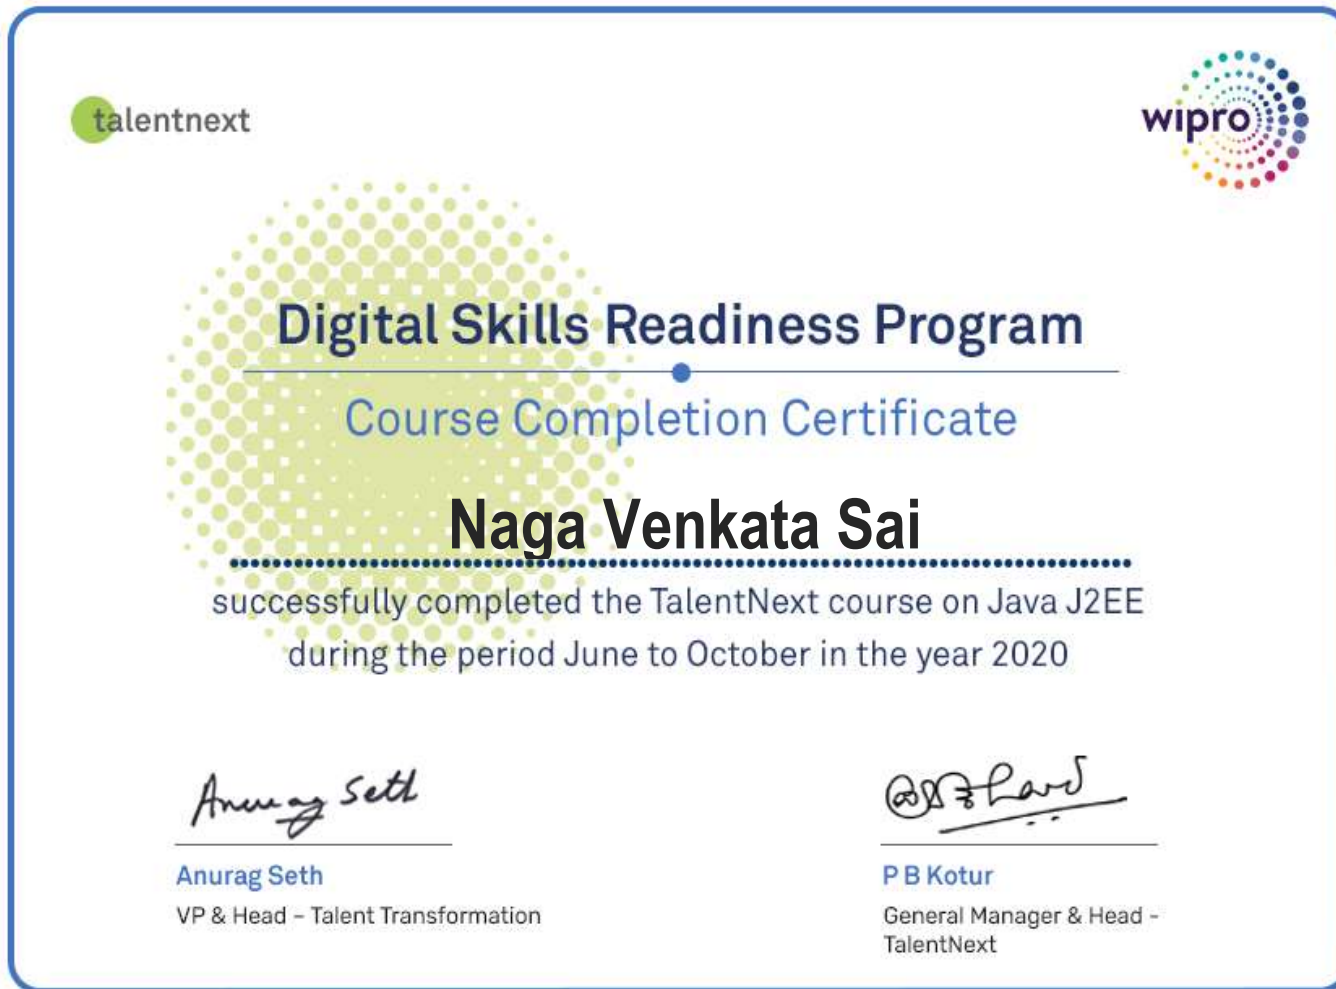 talentnext
wipro
Digital Skills Readiness Program
Course Completion Certificate
Naga Venkata Sai
successfully completed the TalentNext course on Java J2EE
during the period June to October in the year 2020
Anurag Seth
Anurag Seth
VP & Head – Talent Transformation
P B Kotur
General Manager & Head -
TalentNext